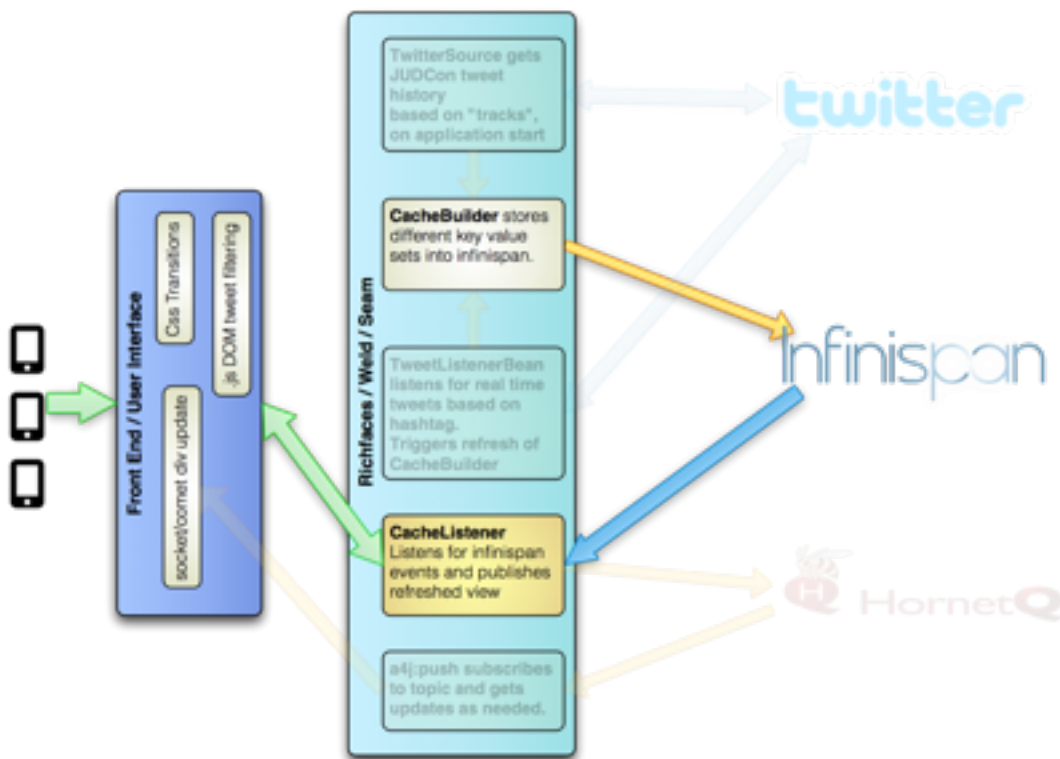 TwitterSource gets
JUDCon tweet
history
based on "tracks",
on application start
twitter
CacheBuilder stores
different key value
sets into infinispan.
Front End / User Interface
Css Transitions
.js DOM tweet filtering
socket/comet div update
Richfaces / Weld / Seam
Infinispan
TweetListenerBean
listens for real time
tweets based on
hashtag.
Triggers refresh of
CacheBuilder
CacheListener
Listens for infinispan
events and publishes
refreshed view
HornetQ
a4j:push subscribes
to topic and gets
updates as needed.